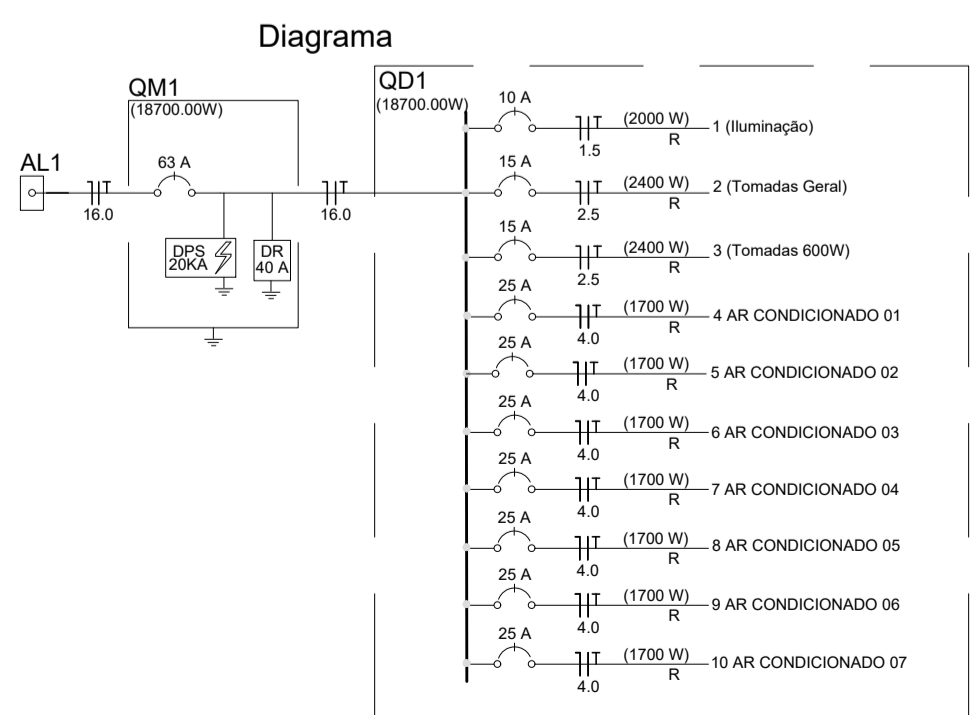 Diagrama
QM1
(18700.00W)
QD1
(18700.00W)
AL1
16.0
63 A
DPS
20KA
DR
40 A
16.0
10 A
T
1.5
(2000 W)
R
1 (Iluminação)
15 A
T
2.5
(2400 W)
R
2 (Tomadas Geral)
15 A
T
2.5
(2400 W)
R
3 (Tomadas 600W)
25 A
T
4.0
(1700 W)
R
4 AR CONDICIONADO 01
25 A
T
4.0
(1700 W)
R
5 AR CONDICIONADO 02
25 A
T
4.0
(1700 W)
R
6 AR CONDICIONADO 03
25 A
T
4.0
(1700 W)
R
7 AR CONDICIONADO 04
25 A
T
4.0
(1700 W)
R
8 AR CONDICIONADO 05
25 A
T
4.0
(1700 W)
R
9 AR CONDICIONADO 06
25 A
T
4.0
(1700 W)
R
10 AR CONDICIONADO 07